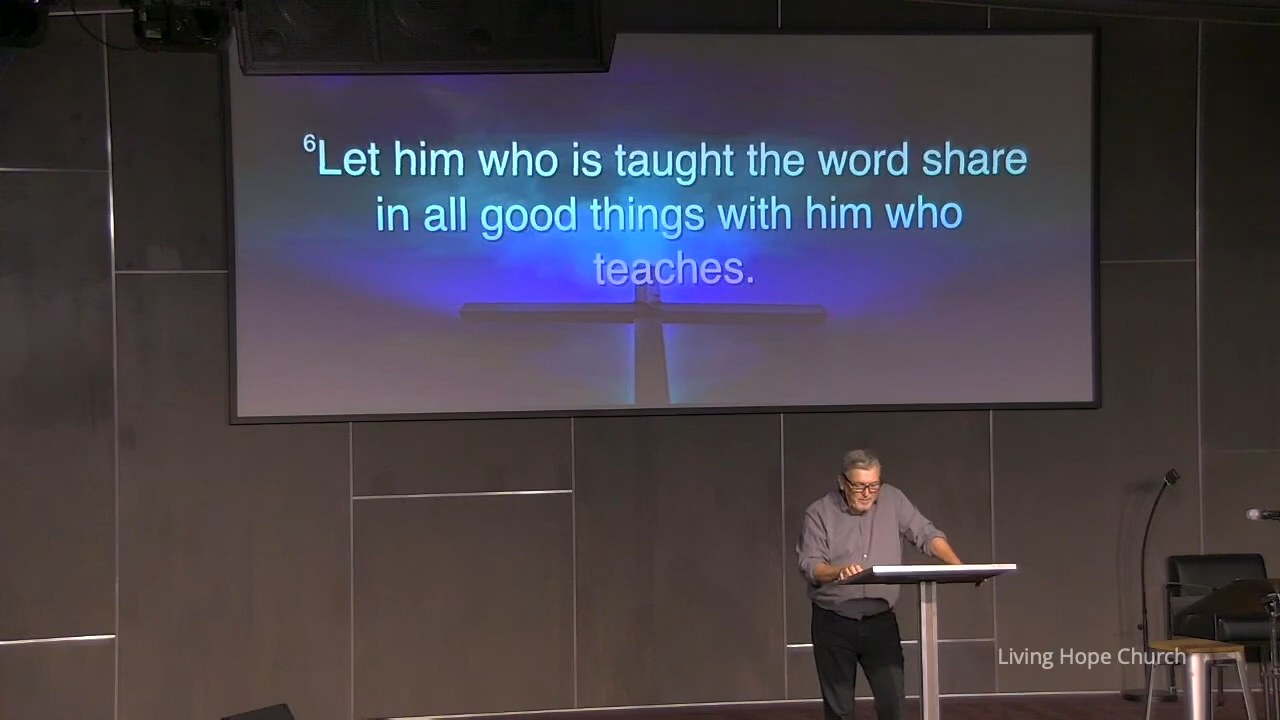 ⁶Let him who is taught the word share
in all good things with him who
teaches.
Living Hope Church